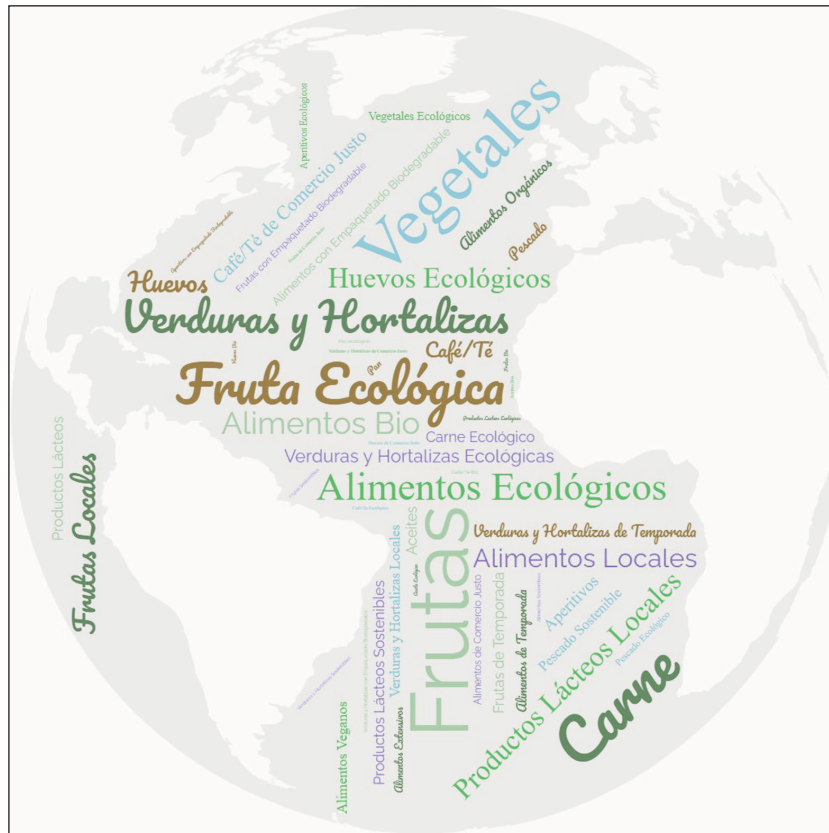 Aperitivos Ecológicos
Vegetales Ecológicos
Vegetales
Café/Té de Comercio Justo
Frutas con Empaquetado Biodegradable
Alimentos con Empaquetado Biodegradable
Alimentos Orgánicos
Pescado
Huevos
Huevos Ecológicos
Verduras y Hortalizas
Café/Té
Pan
Fruta Ecológica
Alimentos Bio
Carne Ecológico
Verduras y Hortalizas Ecológicas
Alimentos Ecológicos
Productos Lácteos
Frutas Locales
Frutas
Aceites
Verduras y Hortalizas de Temporada
Alimentos Locales
Verduras y Hortalizas Locales
Productos Lácteos Sostenibles
Alimentos Extensivos
Alimentos Veganos
Alimentos de Comercio Justo
Frutas de Temporada
Alimentos de Temporada
Aperitivos
Pescado Sostenible
Pescado Ecológico
Productos Lácteos Locales
Carne